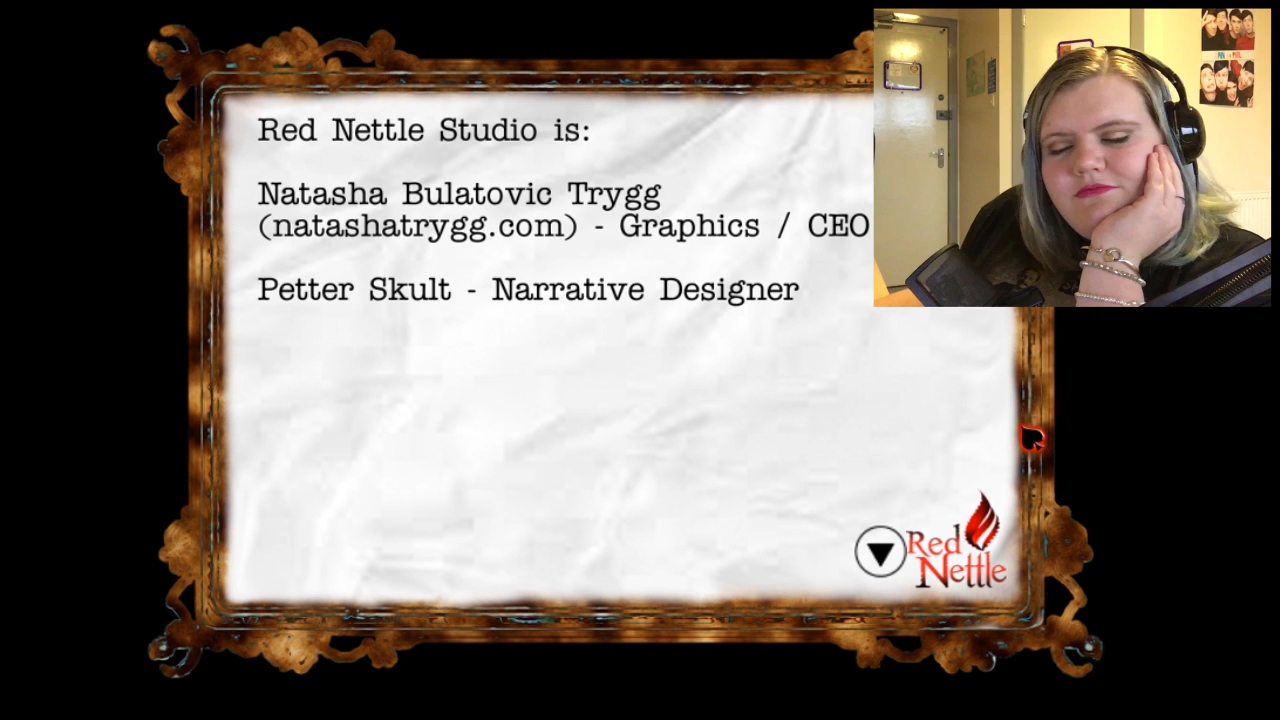 Red Nettle Studio is:
Natasha Bulatovic Trygg
(natashatrygg.com) - Graphics / CEO
Petter Skult - Narrative Designer
Red
Nettle